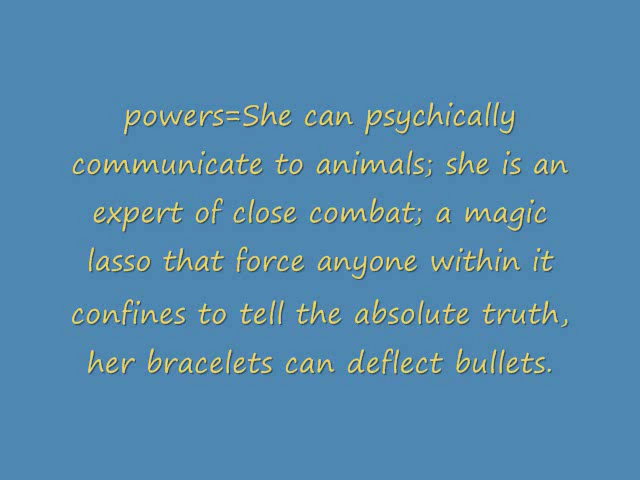 powers=She can psychically
communicate to animals; she is an
expert of close combat; a magic
lasso that force anyone within it
confines to tell the absolute truth,
her bracelets can deflect bullets.